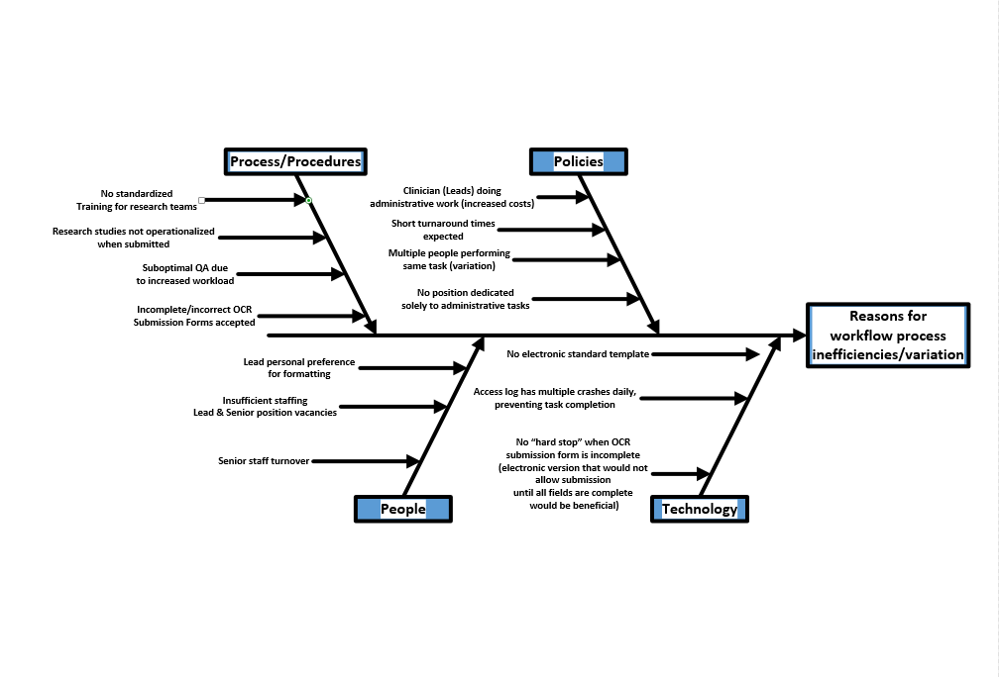 Process/Procedures
No standardized
Training for research teams
Research studies not operationalized
when submitted
Suboptimal QA due
to increased workload
Incomplete/incorrect OCR
Submission Forms accepted
Policies
Clinician (Leads) doing
administrative work (increased costs)
Short turnaround times
expected
Multiple people performing
same task (variation)
No position dedicated
solely to administrative tasks
Reasons for
workflow process
inefficiencies/variation
Lead personal preference
for formatting
Insufficient staffing
Lead & Senior position vacancies
Senior staff turnover
People
No electronic standard template
Access log has multiple crashes daily,
preventing task completion
No “hard stop” when OCR
submission form is incomplete
(electronic version that would not
allow submission
until all fields are complete
would be beneficial)
Technology